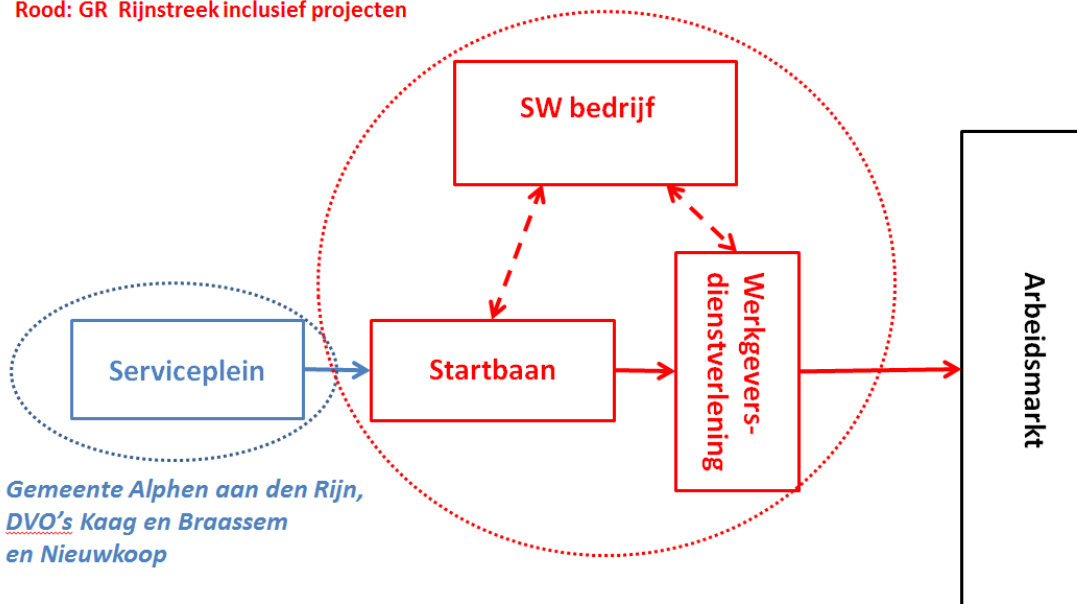 Rood: GR Rijnstreek inclusief projecten
SW bedrijf
Serviceplein
Startbaan
Werkgevers-
dienstverlening
Arbeidsmarkt
Gemeente Alphen aan den Rijn,
DVO's Kaag en Braassem
en Nieuwkoop